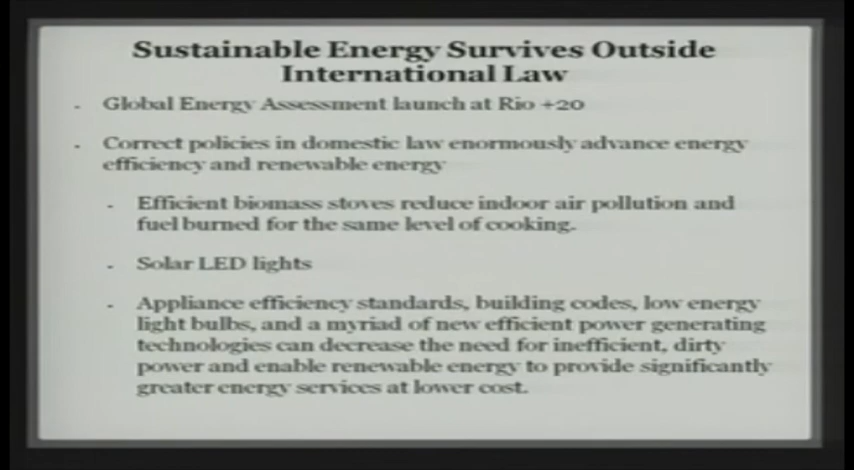 Sustainable Energy Survives Outside
International Law
- Global Energy Assessment launch at Rio +20
- Correct policies in domestic law enormously advance energy
efficiency and renewable energy
- Efficient biomass stoves reduce indoor air pollution and
fuel burned for the same level of cooking.
- Solar LED lights
- Appliance efficiency standards, building codes, low energy
light bulbs, and a myriad of new efficient power generating
technologies can decrease the need for inefficient, dirty
power and enable renewable energy to provide significantly
greater energy services at lower cost.